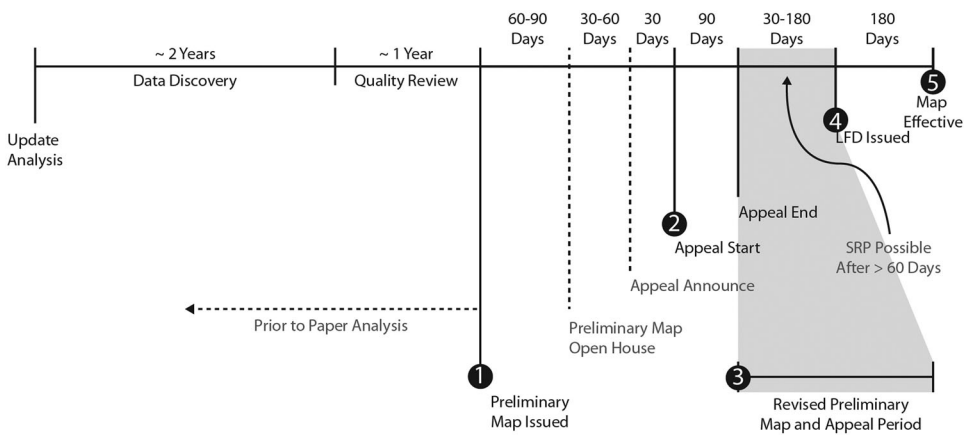 60-90
Days
30-60
Days
30
Days
90
Days
30-180
Days
180
Days
~ 2 Years
~ 1 Year
Data Discovery
Quality Review
5
Map
Effective
4
LFD Issued
Update
Analysis
Appeal End
2
Appeal Start
SRP Possible
After > 60 Days
Appeal Announce
Prior to Paper Analysis
Preliminary Map
Open House
1
Preliminary
Map Issued
3
Revised Preliminary
Map and Appeal Period